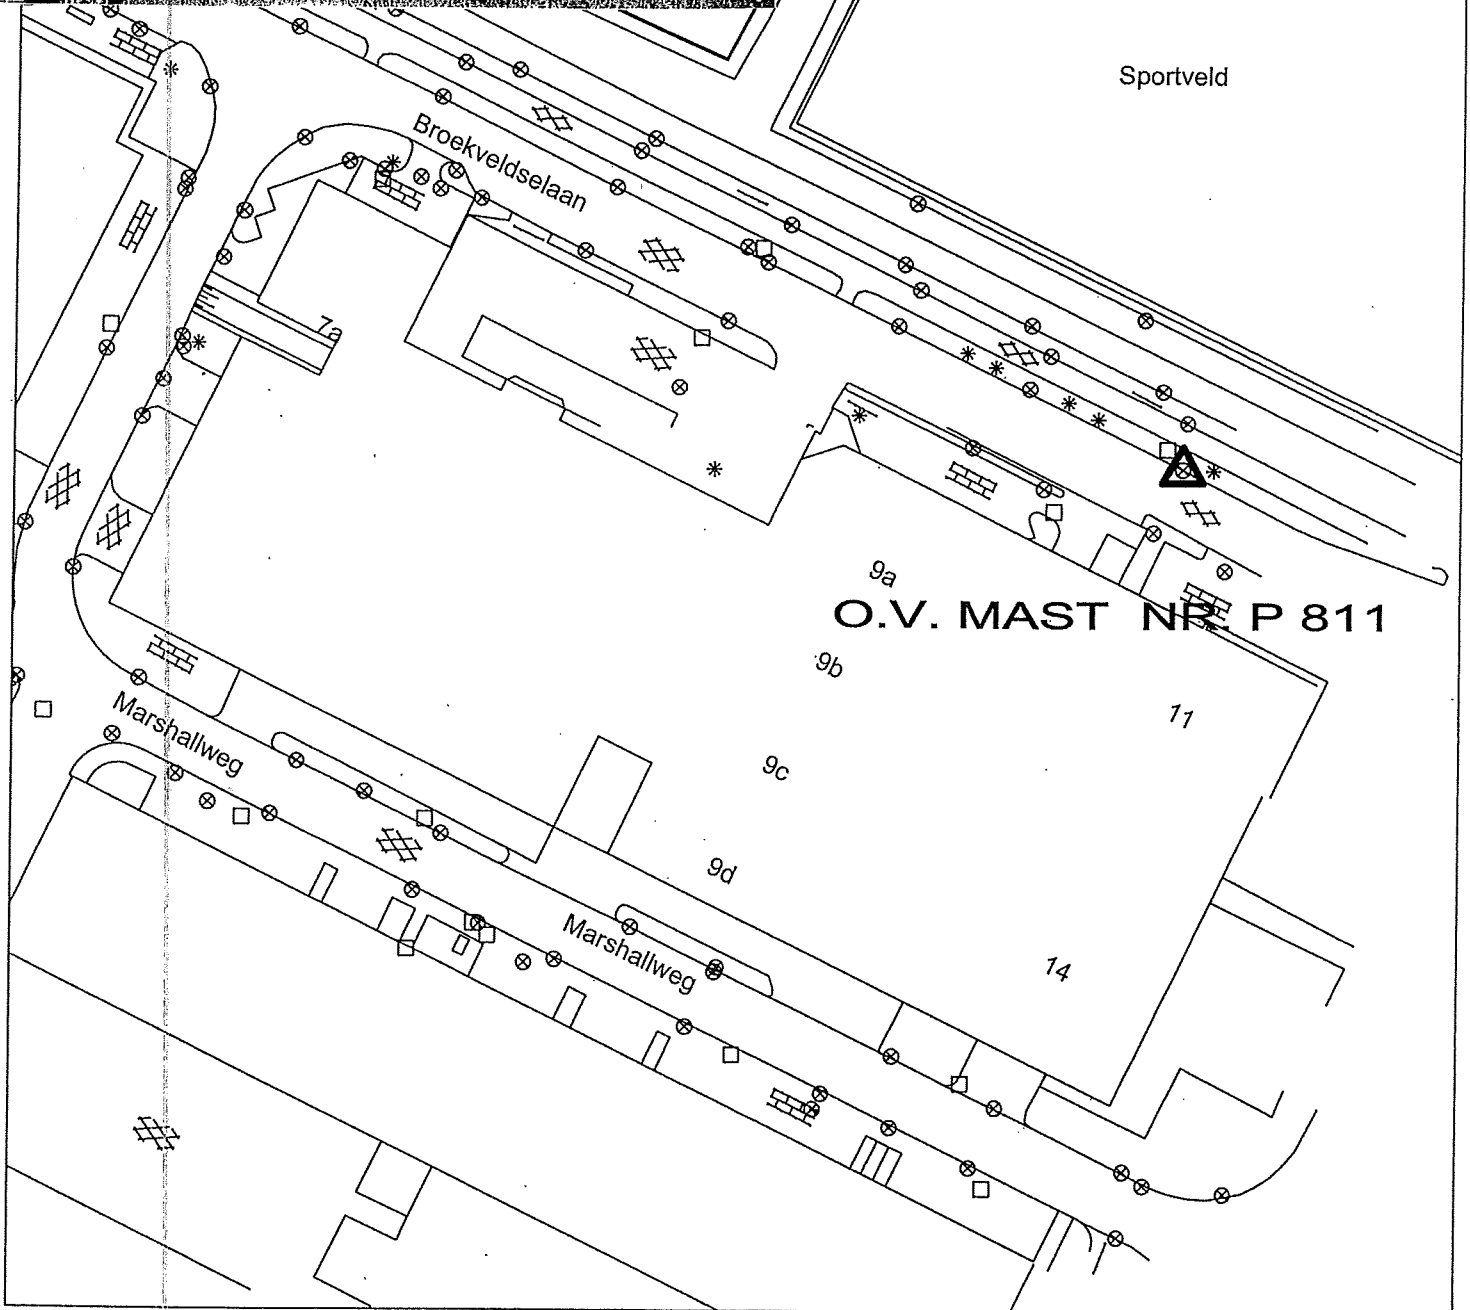 Sportveld
Broekveldselaan
7a
9a
O.V. MAST NR. P 811
9b
11
Marshallweg
9c
9d
Marshallweg
14